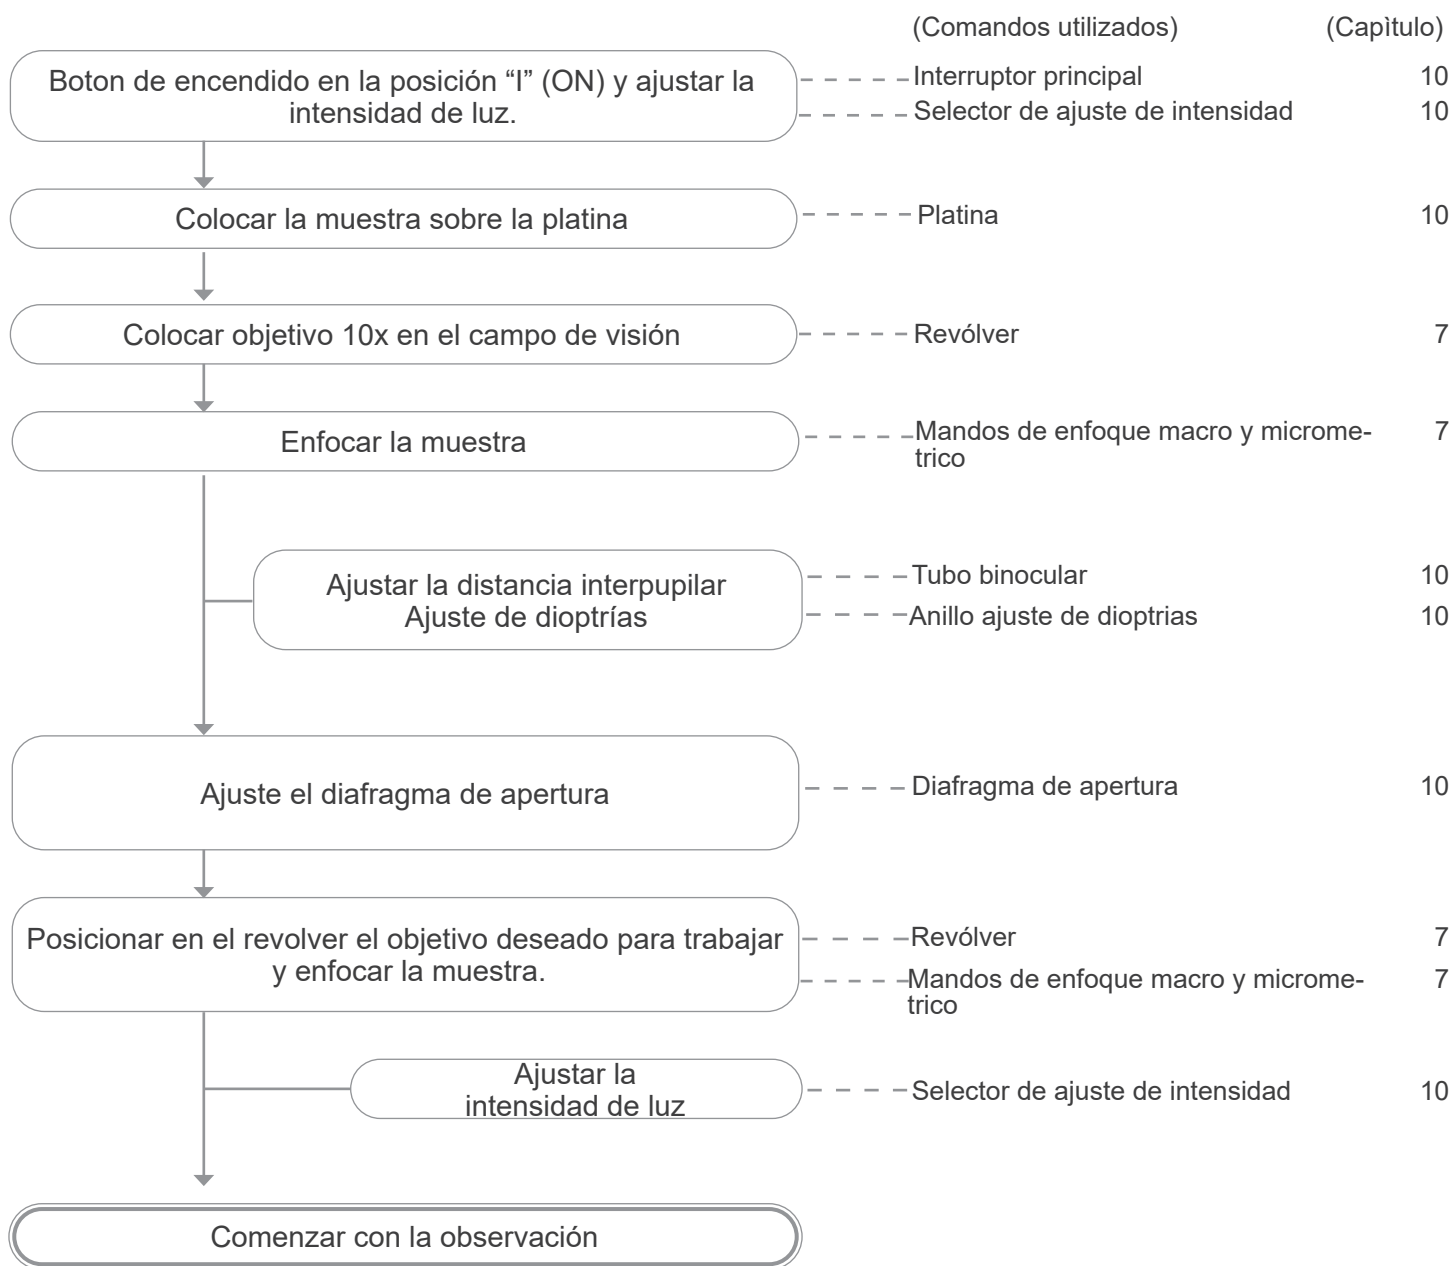 (Comandos utilizados) (Capìtulo)
Boton de encendido en la posición “I” (ON) y ajustar la
intensidad de luz.
Interruptor principal 10
Selector de ajuste de intensidad 10
Colocar la muestra sobre la platina
Platina 10
Colocar objetivo 10x en el campo de visión
Revólver 7
Enfocar la muestra
Mandos de enfoque macro y microme- 7
trico
Ajustar la distancia interpupilar
Ajuste de dioptrías
Tubo binocular 10
Anillo ajuste de dioptrias 10
Ajuste el diafragma de apertura
Diafragma de apertura 10
Posicionar en el revolver el objetivo deseado para trabajar
y enfocar la muestra.
Revólver 7
Mandos de enfoque macro y microme- 7
trico
Ajustar la
intensidad de luz
Selector de ajuste de intensidad 10
Comenzar con la observación